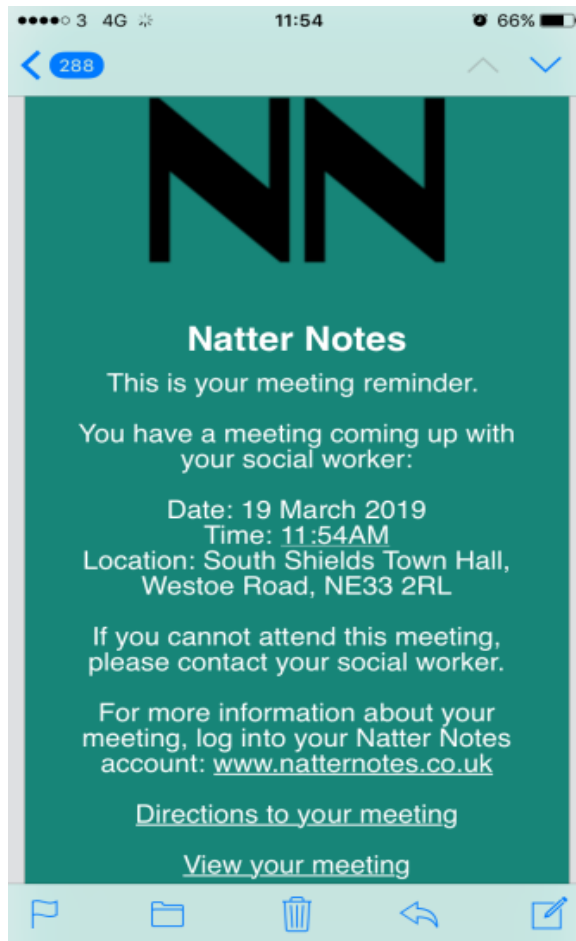 3 4G 11:54 66%
288
NN
Natter Notes
This is your meeting reminder.
You have a meeting coming up with
your social worker:
Date: 19 March 2019
Time: 11:54AM
Location: South Shields Town Hall,
Westoe Road, NE33 2RL
If you cannot attend this meeting,
please contact your social worker.
For more information about your
meeting, log into your Natter Notes
account: www.natternotes.co.uk
Directions to your meeting
View your meeting